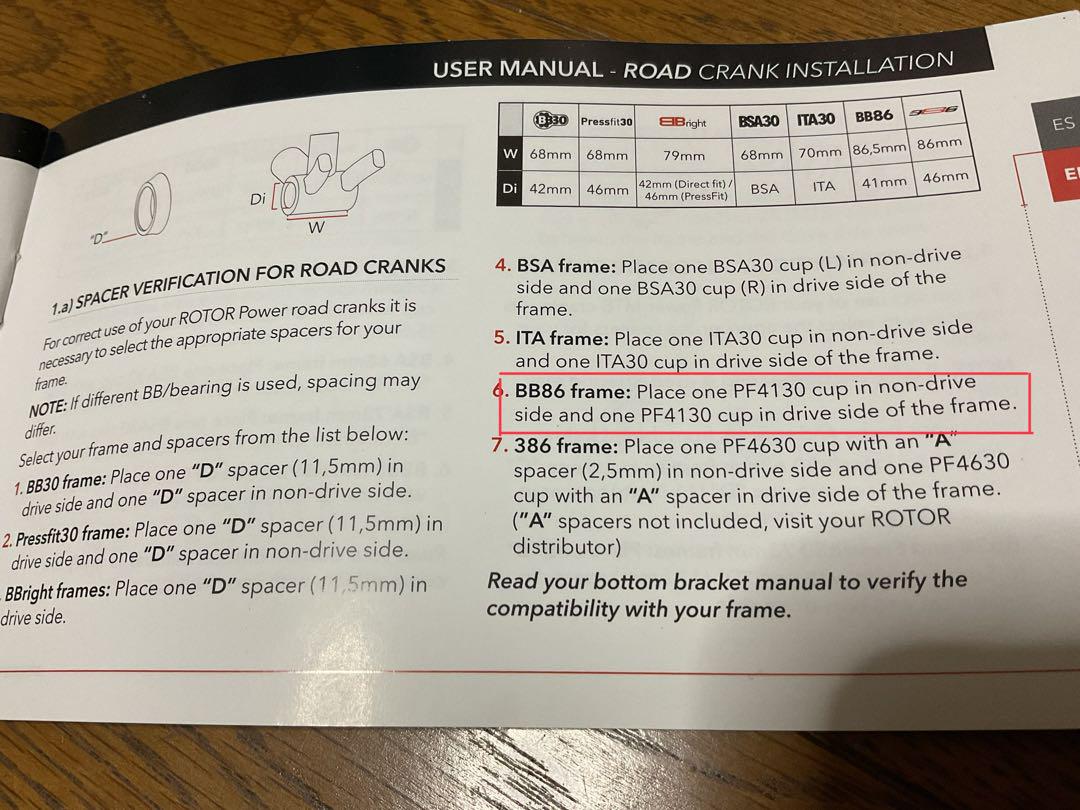 USER MANUAL - ROAD CRANK INSTALLATION
"D"
Di
W
1.a) SPACER VERIFICATION FOR ROAD CRANKS
For correct use of your ROTOR Power road cranks it is
necessary to select the appropriate spacers for your
frame.
NOTE: If different BB/bearing is used, spacing may
differ.
Select your frame and spacers from the list below:
1. BB30 frame: Place one "D" spacer (11,5mm) in
drive side and one "D" spacer in non-drive side.
2. Pressfit30 frame: Place one "D" spacer (11,5mm) in
drive side and one "D" spacer in non-drive side.
. BBright frames: Place one "D" spacer (11,5mm) in
drive side.
BB30 Pressfit30 BBright BSA30 ITA30 BB86 386
W 68mm 68mm 79mm 68mm 70mm 86,5mm 86mm
Di 42mm 46mm 42mm (Direct fit) / 46mm (PressFit) BSA ITA 41mm 46mm
4. BSA frame: Place one BSA30 cup (L) in non-drive
side and one BSA30 cup (R) in drive side of the
frame.
5. ITA frame: Place one ITA30 cup in non-drive side
and one ITA30 cup in drive side of the frame.
6. BB86 frame: Place one PF4130 cup in non-drive
side and one PF4130 cup in drive side of the frame.
7. 386 frame: Place one PF4630 cup with an "A"
spacer (2,5mm) in non-drive side and one PF4630
cup with an "A" spacer in drive side of the frame.
("A" spacers not included, visit your ROTOR
distributor)
Read your bottom bracket manual to verify the
compatibility with your frame.
ES